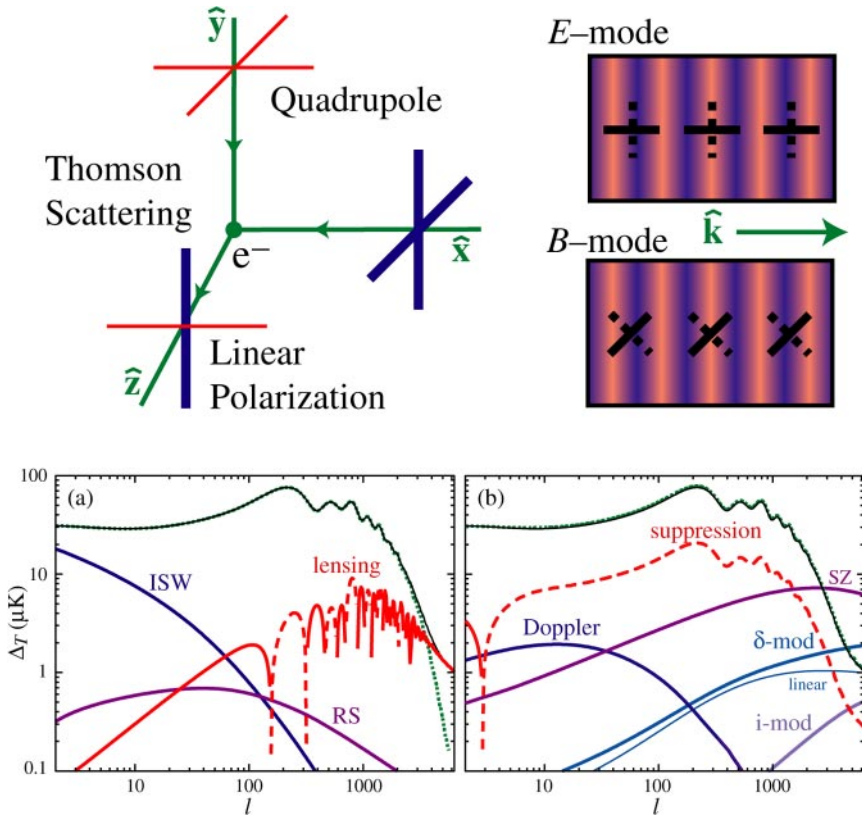 ŷ
Quadrupole
Thomson
Scattering
e⁻
x̂
ẑ
Linear
Polarization
E–mode
B–mode
k̂
100
10
1
0.1
Δ_T (μK)
(a)
ISW
lensing
RS
10
100
1000
l
(b)
suppression
SZ
Doppler
δ-mod
linear
i-mod
10
100
1000
l